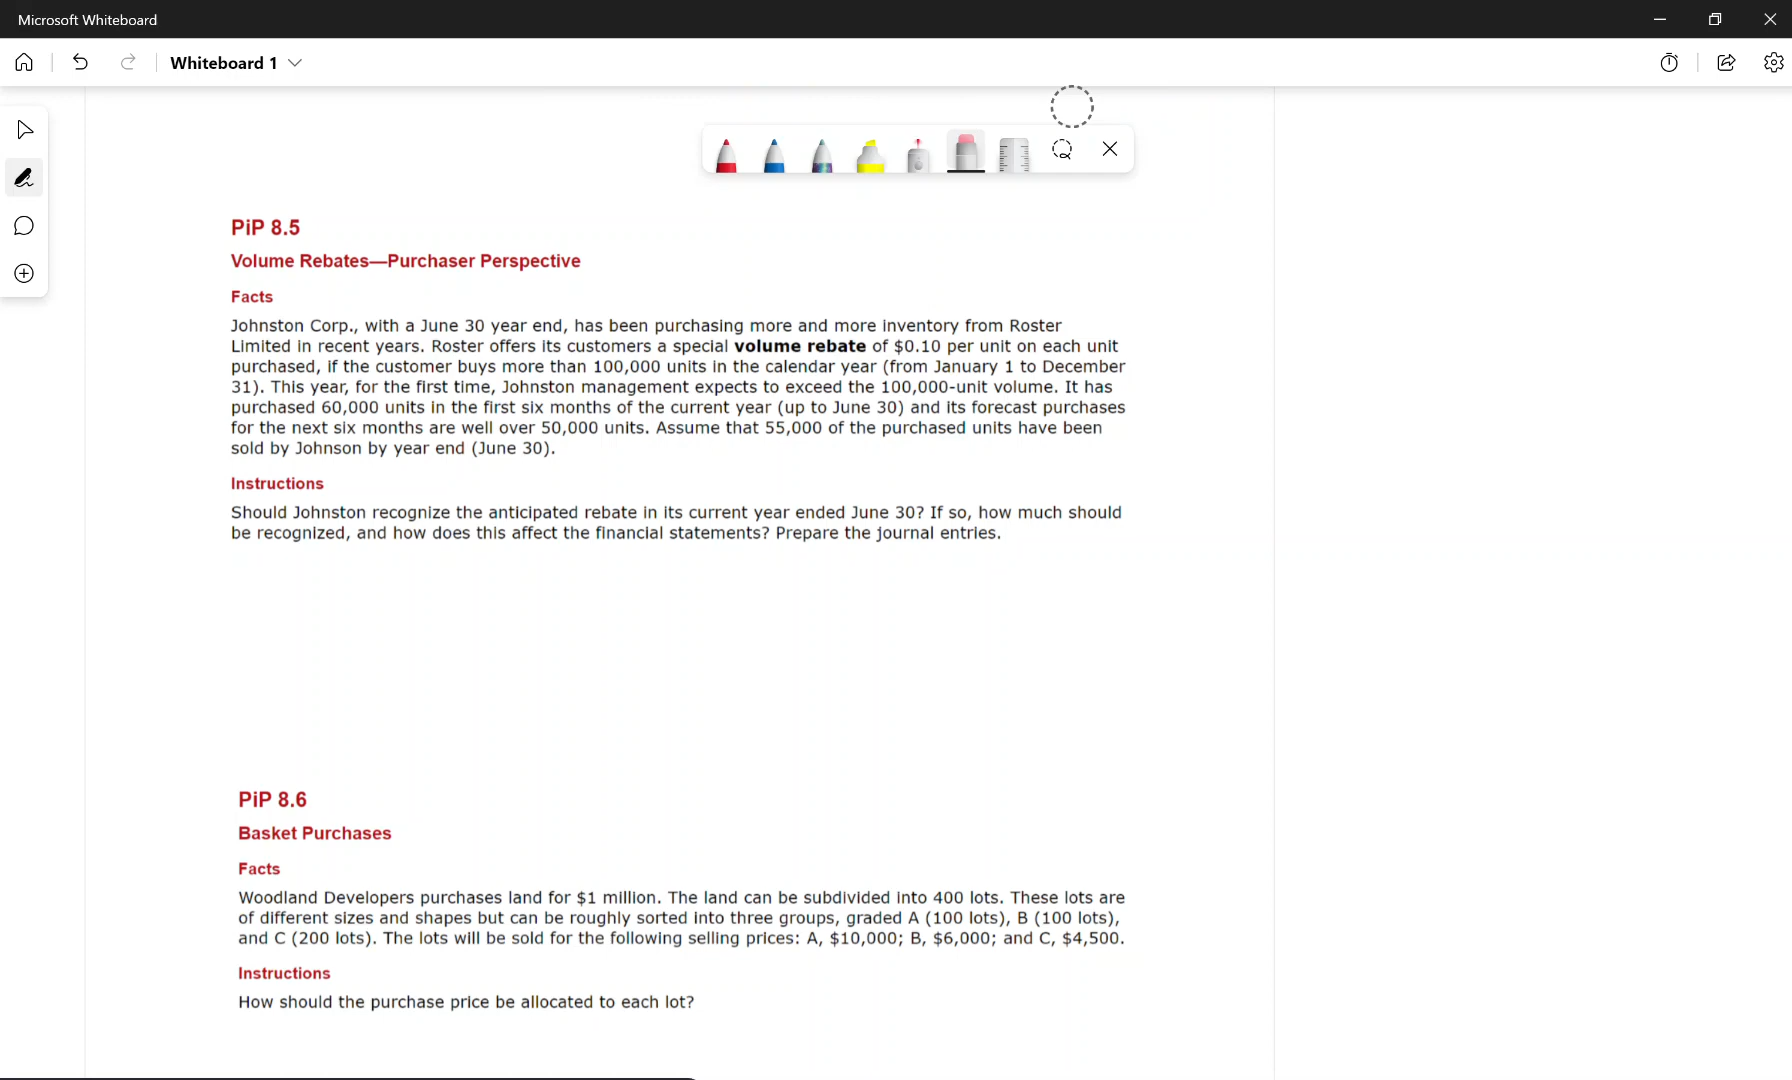 Microsoft Whiteboard
Whiteboard 1
PiP 8.5
Volume Rebates—Purchaser Perspective
Facts
Johnston Corp., with a June 30 year end, has been purchasing more and more inventory from Roster
Limited in recent years. Roster offers its customers a special volume rebate of $0.10 per unit on each unit
purchased, if the customer buys more than 100,000 units in the calendar year (from January 1 to December
31). This year, for the first time, Johnston management expects to exceed the 100,000-unit volume. It has
purchased 60,000 units in the first six months of the current year (up to June 30) and its forecast purchases
for the next six months are well over 50,000 units. Assume that 55,000 of the purchased units have been
sold by Johnson by year end (June 30).
Instructions
Should Johnston recognize the anticipated rebate in its current year ended June 30? If so, how much should
be recognized, and how does this affect the financial statements? Prepare the journal entries.
PiP 8.6
Basket Purchases
Facts
Woodland Developers purchases land for $1 million. The land can be subdivided into 400 lots. These lots are
of different sizes and shapes but can be roughly sorted into three groups, graded A (100 lots), B (100 lots),
and C (200 lots). The lots will be sold for the following selling prices: A, $10,000; B, $6,000; and C, $4,500.
Instructions
How should the purchase price be allocated to each lot?